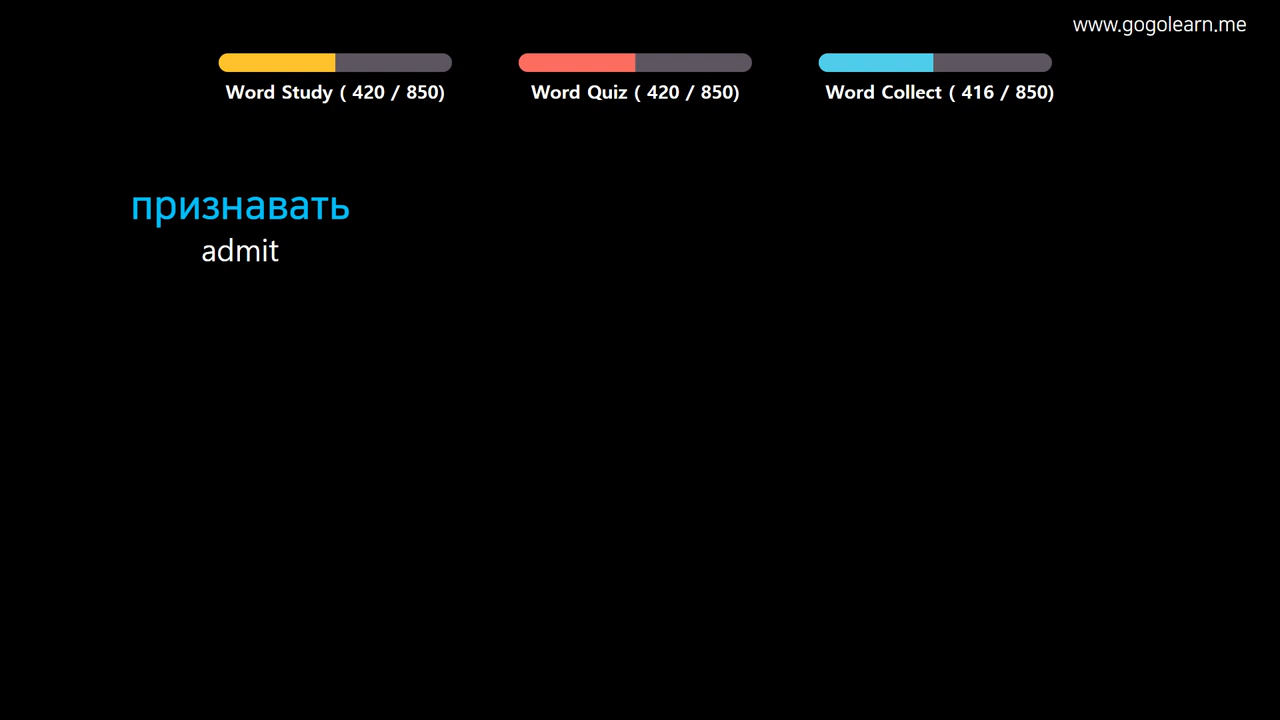 www.gogolearn.me
Word Study ( 420 / 850)
Word Quiz ( 420 / 850)
Word Collect ( 416 / 850)
признавать
admit